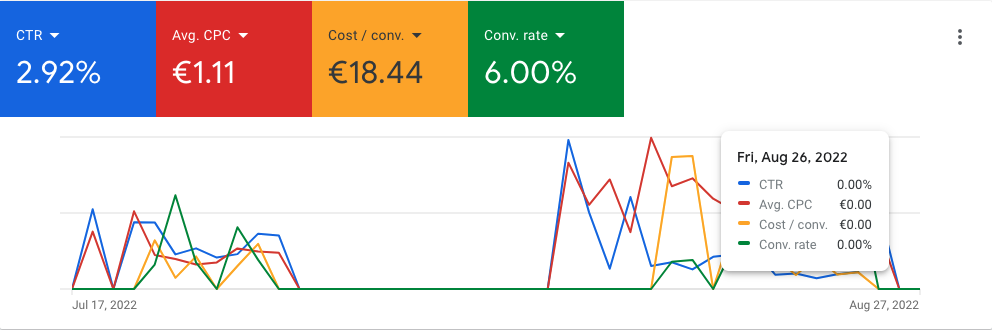 CTR Avg. CPC Cost / conv. Conv. rate
2.92% €1.11 €18.44 6.00%
Fri, Aug 26, 2022
CTR 0.00%
Avg. CPC €0.00
Cost / conv. €0.00
Conv. rate 0.00%
Jul 17, 2022 Aug 27, 2022